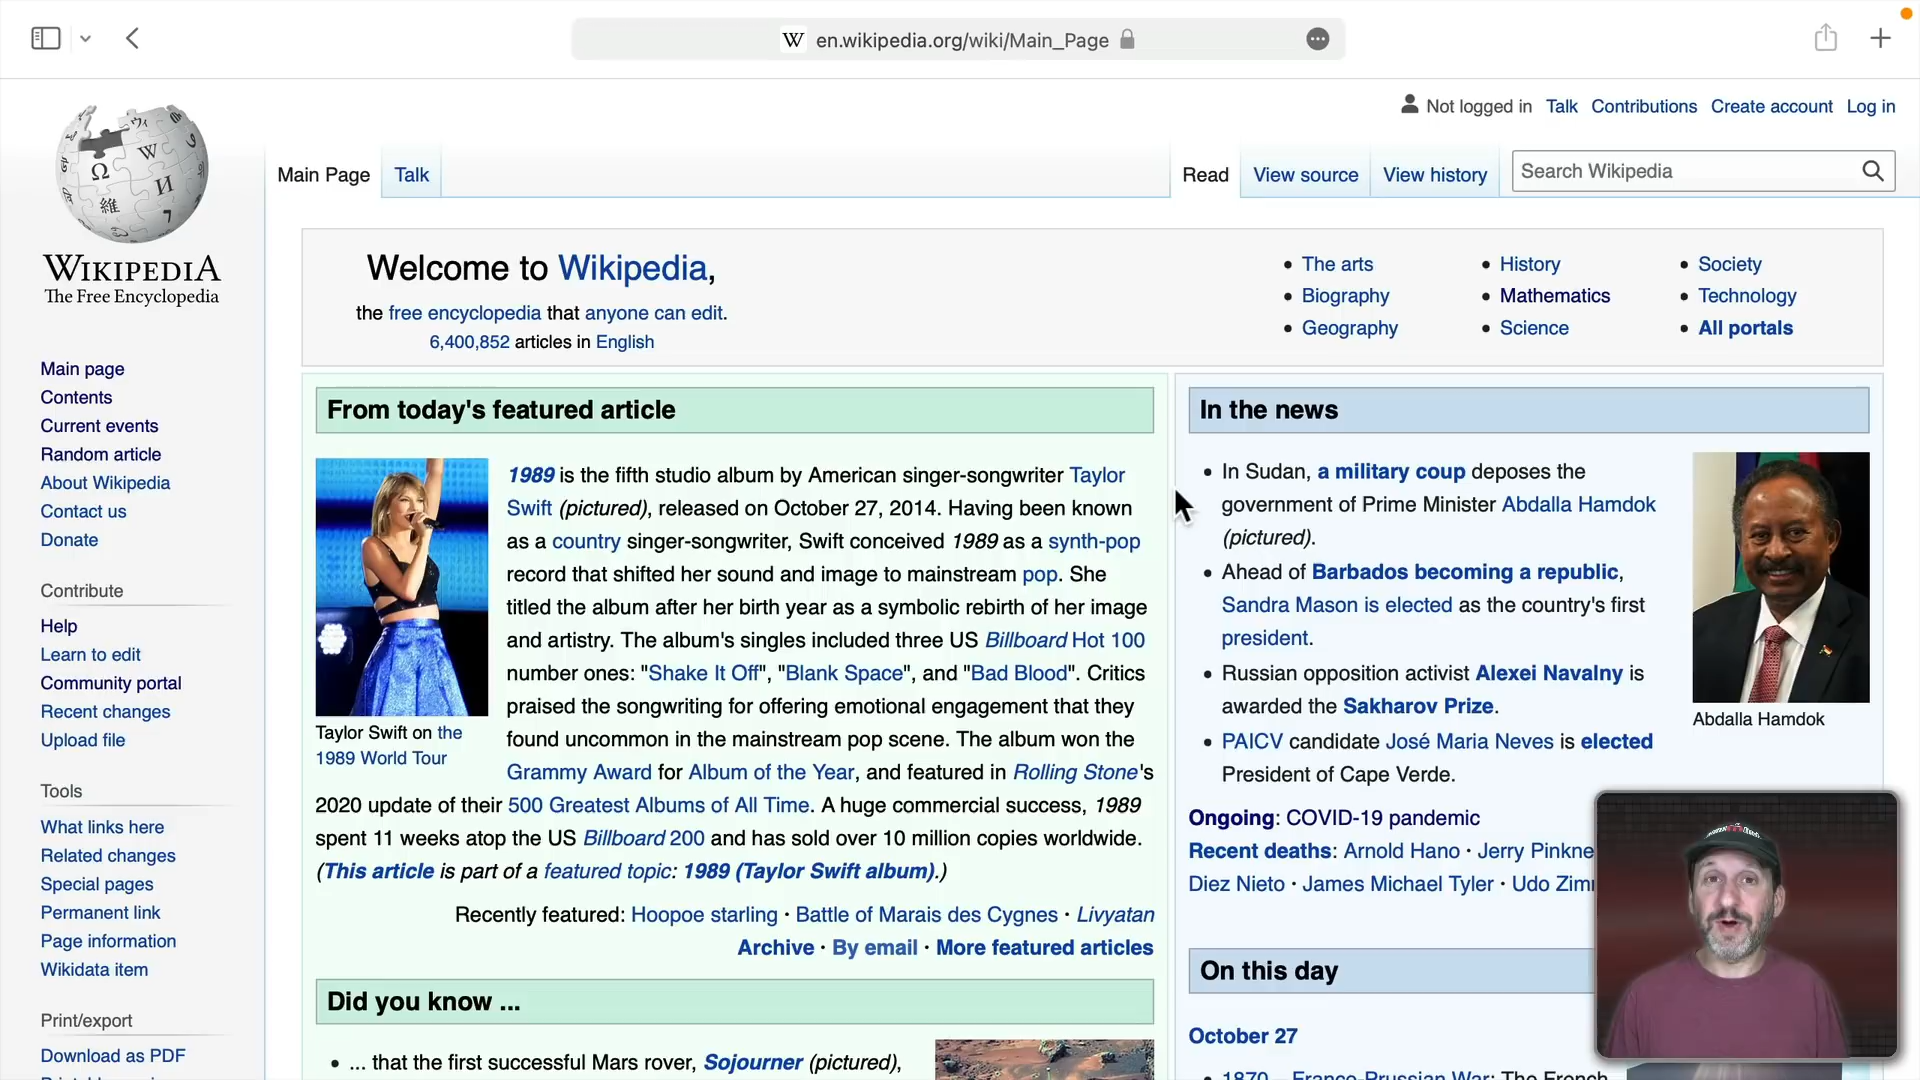 en.wikipedia.org/wiki/Main_Page
Not logged in Talk Contributions Create account Log in
WIKIPEDIA
The Free Encyclopedia
Main Page Talk Read View source View history Search Wikipedia
Main page
Contents
Current events
Random article
About Wikipedia
Contact us
Donate
Contribute
Help
Learn to edit
Community portal
Recent changes
Upload file
Tools
What links here
Related changes
Special pages
Permanent link
Page information
Wikidata item
Print/export
Download as PDF
Welcome to Wikipedia,
the free encyclopedia that anyone can edit.
6,400,852 articles in English
• The arts
• Biography
• Geography
• History
• Mathematics
• Science
• Society
• Technology
• All portals
From today's featured article
1989 is the fifth studio album by American singer-songwriter Taylor
Swift (pictured), released on October 27, 2014. Having been known
as a country singer-songwriter, Swift conceived 1989 as a synth-pop
record that shifted her sound and image to mainstream pop. She
titled the album after her birth year as a symbolic rebirth of her image
and artistry. The album's singles included three US Billboard Hot 100
number ones: "Shake It Off", "Blank Space", and "Bad Blood". Critics
praised the songwriting for offering emotional engagement that they
found uncommon in the mainstream pop scene. The album won the
Grammy Award for Album of the Year, and featured in Rolling Stone's
2020 update of their 500 Greatest Albums of All Time. A huge commercial success, 1989
spent 11 weeks atop the US Billboard 200 and has sold over 10 million copies worldwide.
(This article is part of a featured topic: 1989 (Taylor Swift album).)
Taylor Swift on the
1989 World Tour
Recently featured: Hoopoe starling · Battle of Marais des Cygnes · Livyatan
Archive · By email · More featured articles
Did you know ...
• ... that the first successful Mars rover, Sojourner (pictured),
In the news
• In Sudan, a military coup deposes the
government of Prime Minister Abdalla Hamdok
(pictured).
• Ahead of Barbados becoming a republic,
Sandra Mason is elected as the country's first
president.
• Russian opposition activist Alexei Navalny is
awarded the Sakharov Prize.
• PAICV candidate José Maria Neves is elected
President of Cape Verde.
Abdalla Hamdok
Ongoing: COVID-19 pandemic
Recent deaths: Arnold Hano · Jerry Pinkne
Diez Nieto · James Michael Tyler · Udo Zim
On this day
October 27
• 1870 – Franco-Prussian War: The French